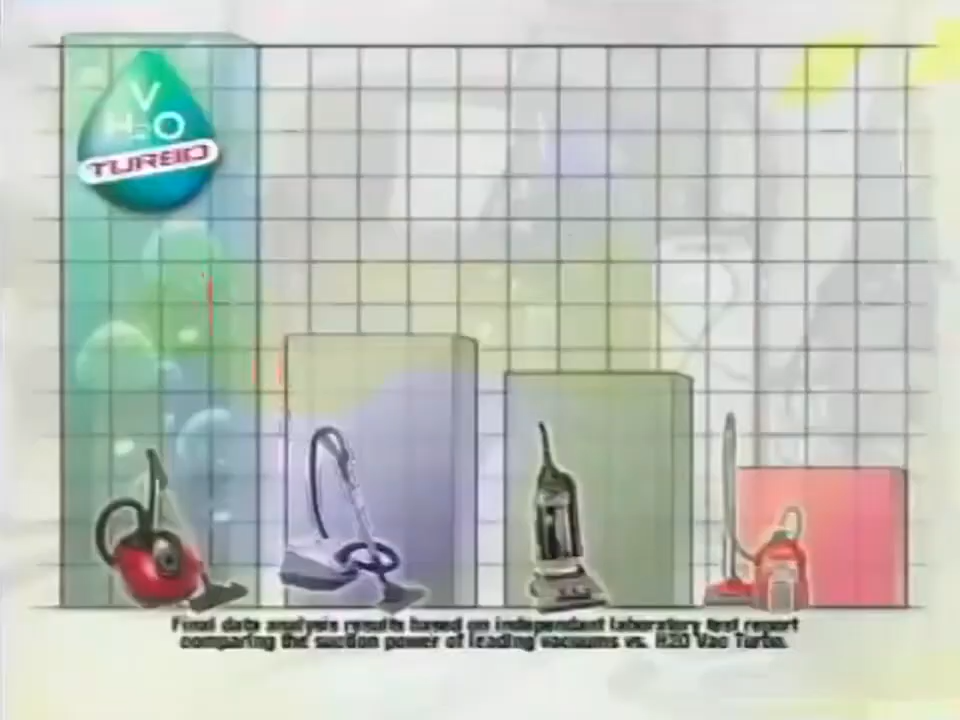 V
H2O
TURBO
Final data analysis results based on independent laboratory test report
comparing the suction power of leading vacuums vs. H2O Vac Turbo.